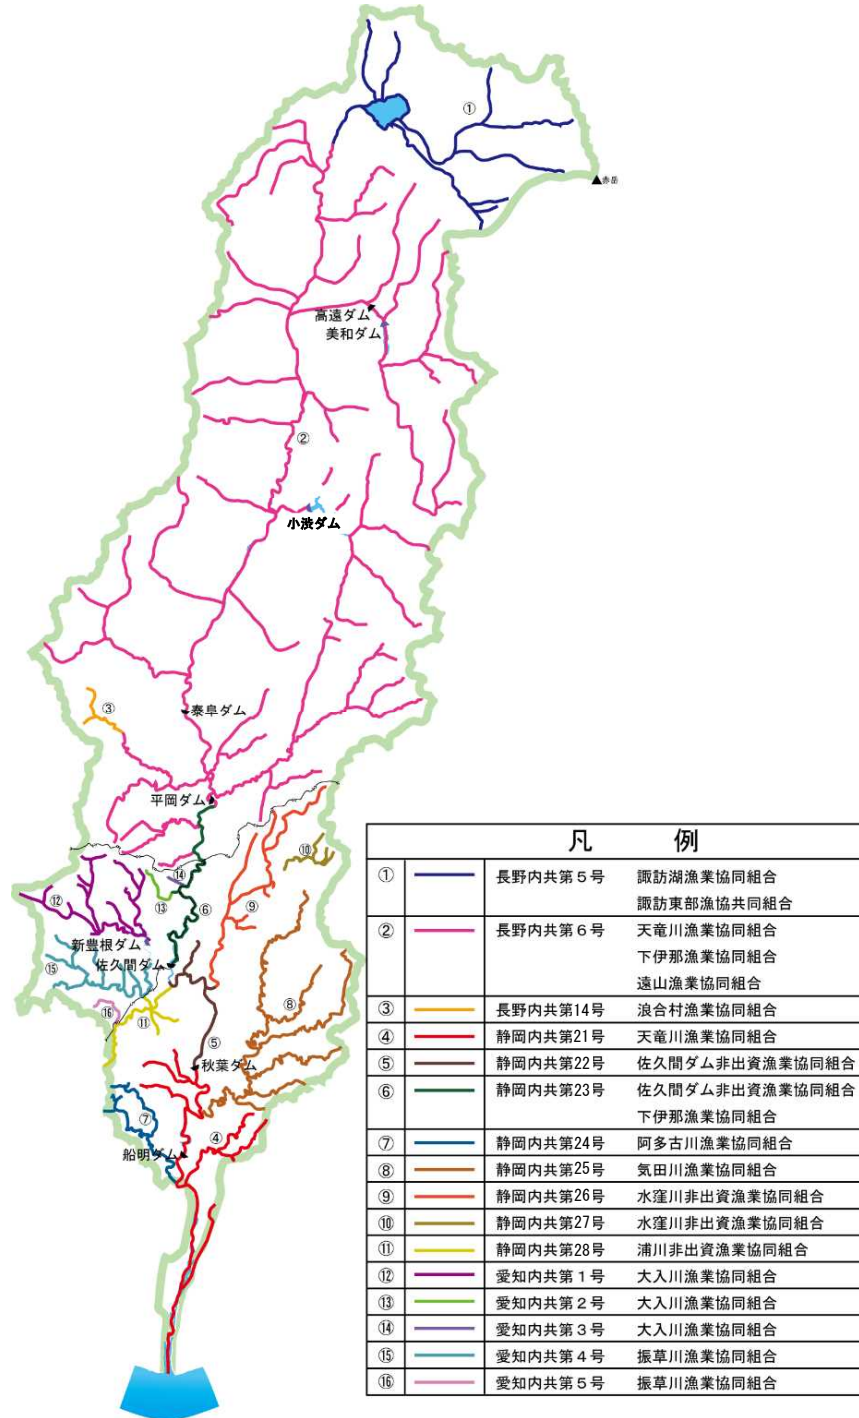 ①
▲赤岳
高遠ダム
美和ダム
②
小渋ダム
③
泰阜ダム
平岡ダム
⑩
⑭
⑫
⑬
⑥
⑨
新豊根ダム
佐久間ダム
⑮
⑧
⑯
⑪
⑤
秋葉ダム
⑦
④
船明ダム
凡 例
① 長野内共第5号 諏訪湖漁業協同組合
諏訪東部漁協共同組合
② 長野内共第6号 天竜川漁業協同組合
下伊那漁業協同組合
遠山漁業協同組合
③ 長野内共第14号 浪合村漁業協同組合
④ 静岡内共第21号 天竜川漁業協同組合
⑤ 静岡内共第22号 佐久間ダム非出資漁業協同組合
⑥ 静岡内共第23号 佐久間ダム非出資漁業協同組合
下伊那漁業協同組合
⑦ 静岡内共第24号 阿多古川漁業協同組合
⑧ 静岡内共第25号 気田川漁業協同組合
⑨ 静岡内共第26号 水窪川非出資漁業協同組合
⑩ 静岡内共第27号 水窪川非出資漁業協同組合
⑪ 静岡内共第28号 浦川非出資漁業協同組合
⑫ 愛知内共第1号 大入川漁業協同組合
⑬ 愛知内共第2号 大入川漁業協同組合
⑭ 愛知内共第3号 大入川漁業協同組合
⑮ 愛知内共第4号 振草川漁業協同組合
⑯ 愛知内共第5号 振草川漁業協同組合